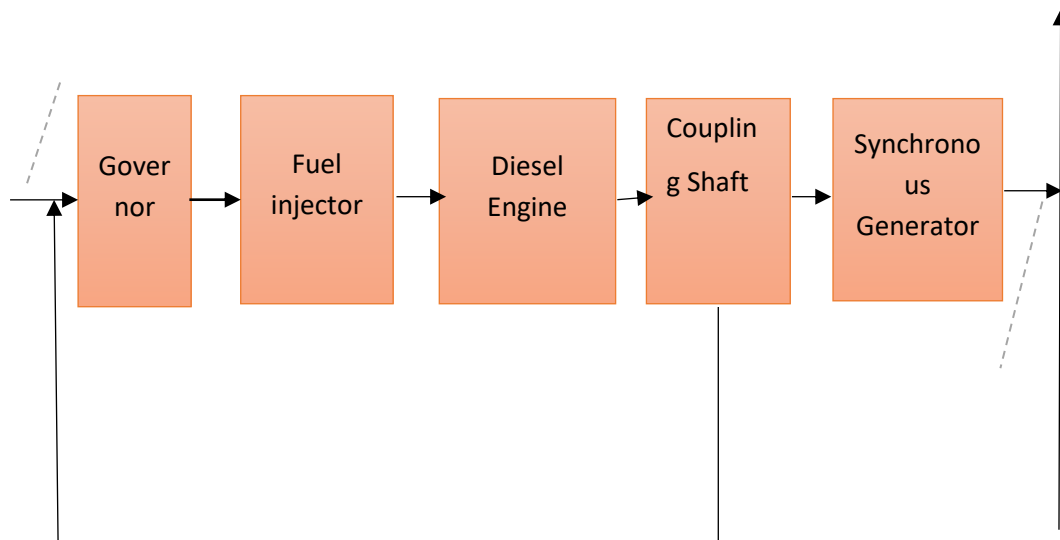 Gover
nor
Fuel
injector
Diesel
Engine
Couplin
g Shaft
Synchrono
us
Generator